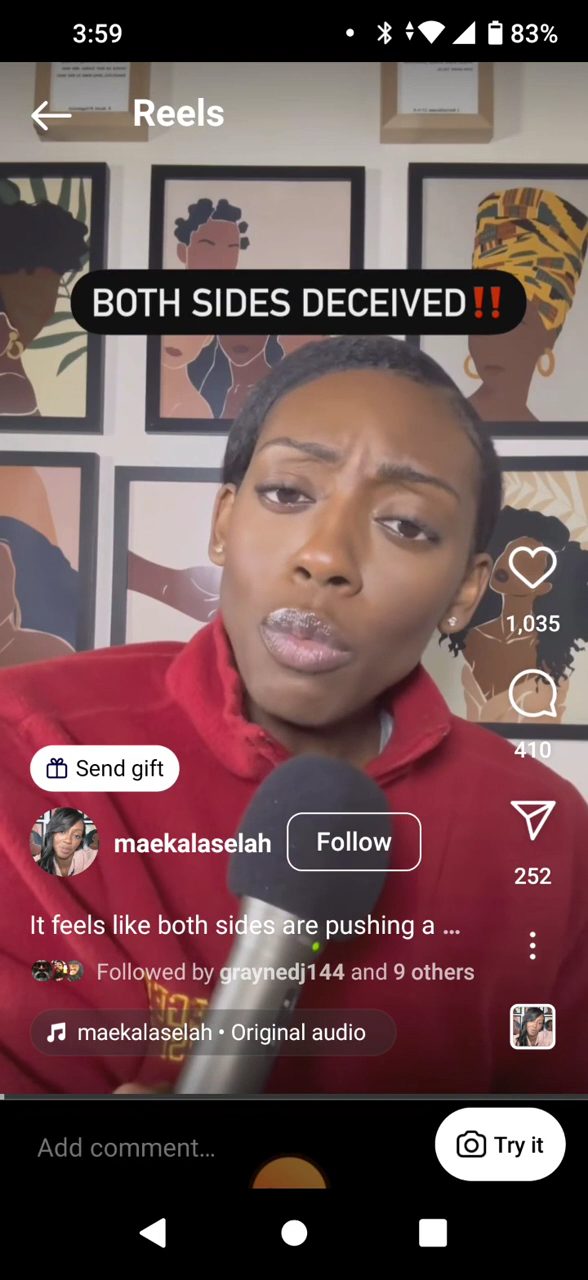 3:59
83%
Reels
BOTH SIDES DECEIVED‼
1,035
410
Send gift
maekalaselah
Follow
252
It feels like both sides are pushing a ...
Followed by graynedj144 and 9 others
maekalaselah • Original audio
Add comment...
Try it